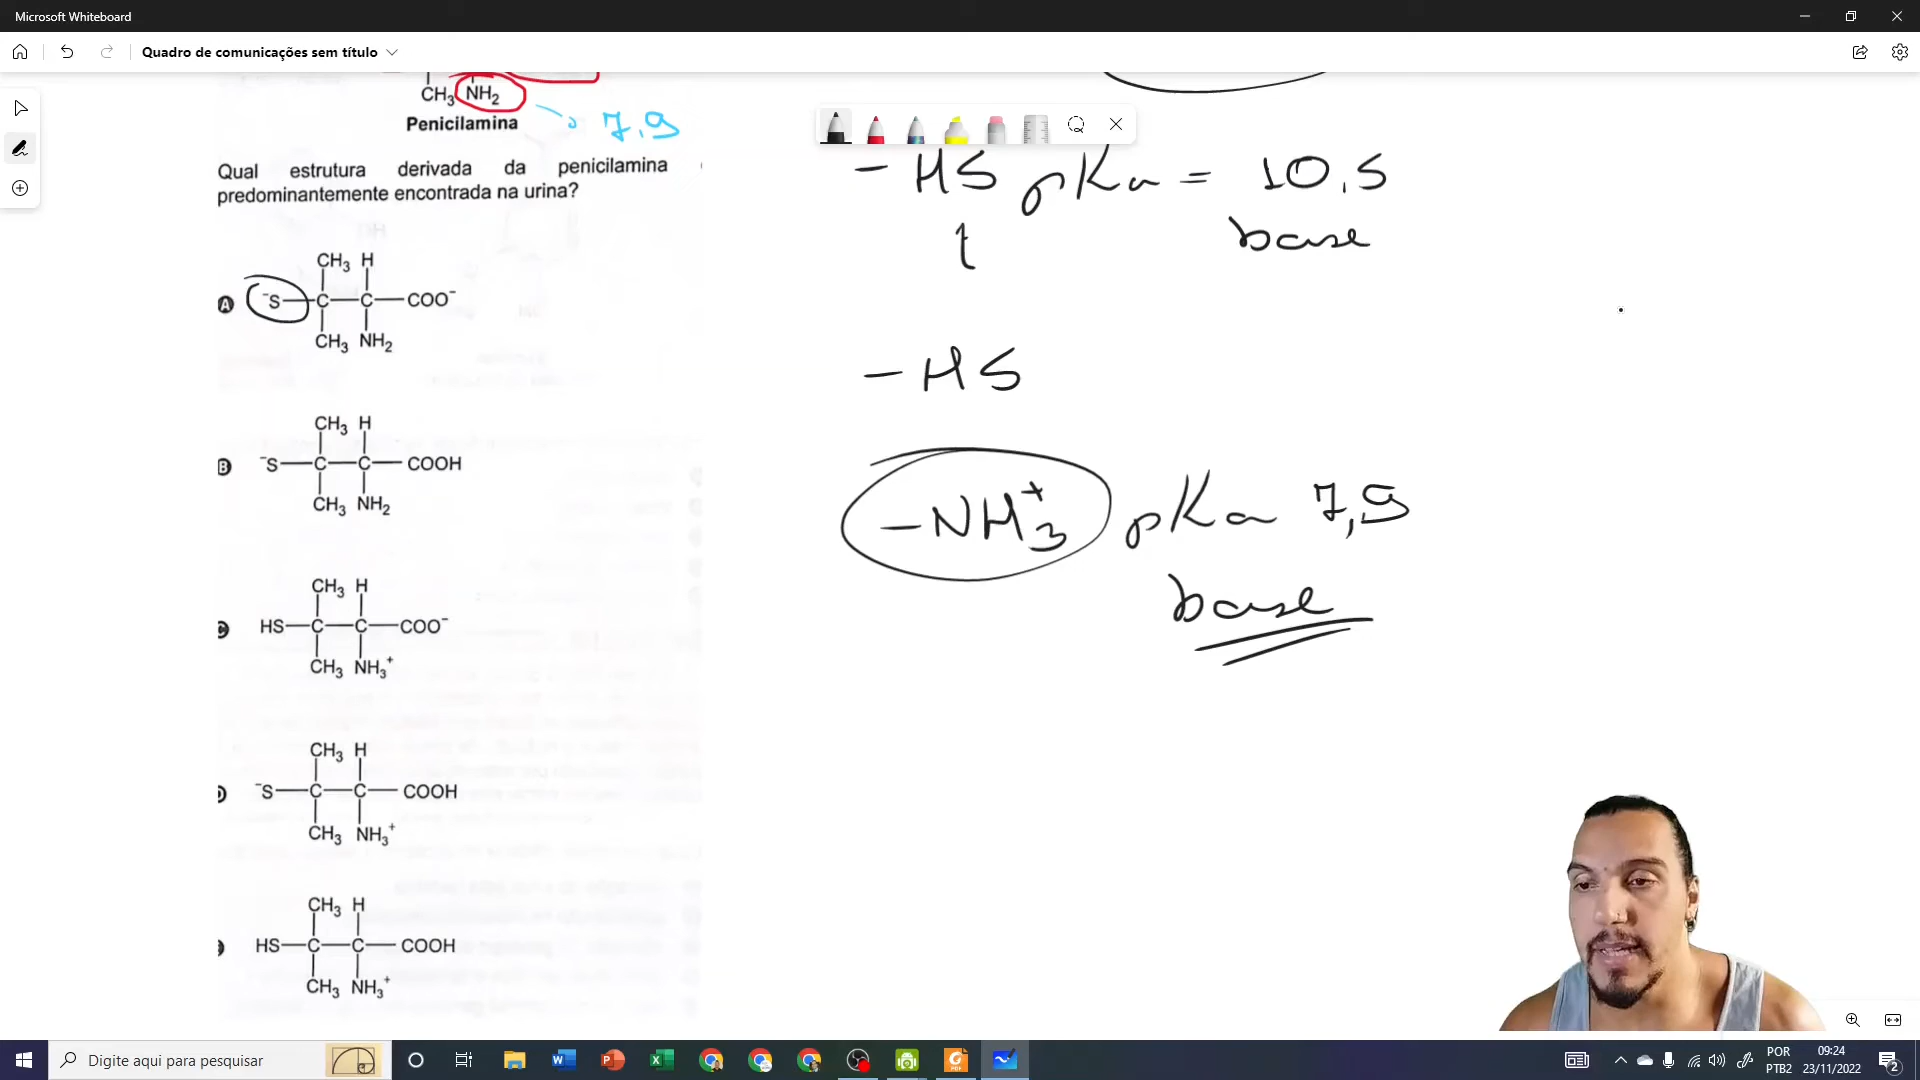 Microsoft Whiteboard
Quadro de comunicações sem título
CH3 NH2
7,9
Penicilamina
Qual estrutura derivada da penicilamina
predominantemente encontrada na urina?
CH3 H
A ⁻S—C—C—COO⁻
CH3 NH2
CH3 H
B ⁻S—C—C—COOH
CH3 NH2
CH3 H
C HS—C—C—COO⁻
CH3 NH3⁺
CH3 H
D ⁻S—C—C—COOH
CH3 NH3⁺
CH3 H
HS—C—C—COOH
CH3 NH3⁺
- HS pKa = 10,5
base
- HS
- NH3⁺ pKa 7,9
base
Digite aqui para pesquisar
POR
PTB2
09:24
23/11/2022
2